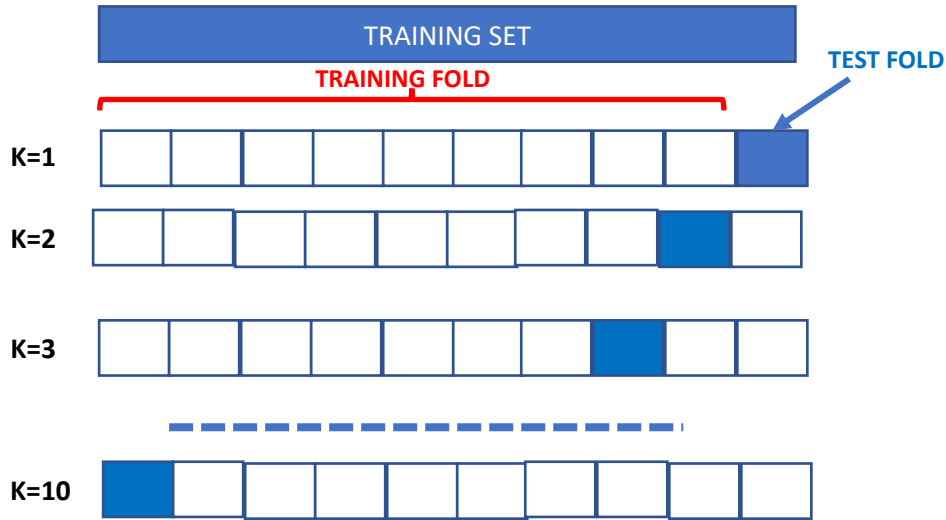 TRAINING SET
TEST FOLD
TRAINING FOLD
K=1
K=2
K=3
K=10